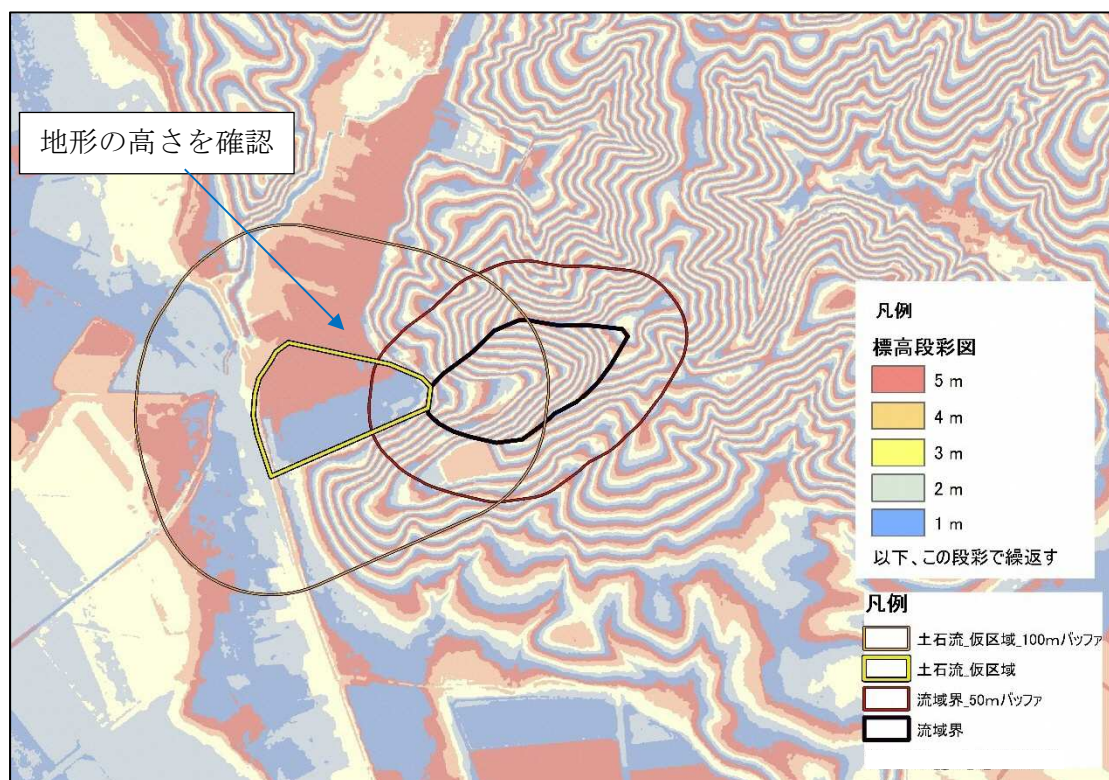 地形の高さを確認
凡例
標高段彩図
5 m
4 m
3 m
2 m
1 m
以下、この段彩で繰返す
凡例
土石流_仮区域_100mバッファ
土石流_仮区域
流域界_50mバッファ
流域界